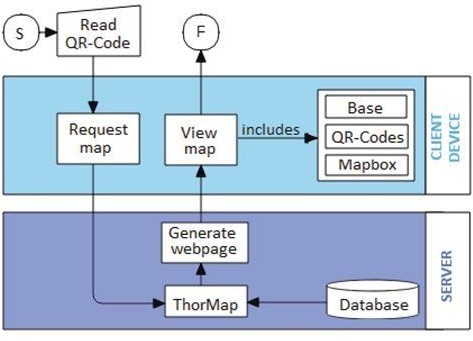 S
Read
QR-Code
F
Request
map
View
map
includes
Base
QR-Codes
Mapbox
CLIENT
DEVICE
Generate
webpage
ThorMap
Database
SERVER